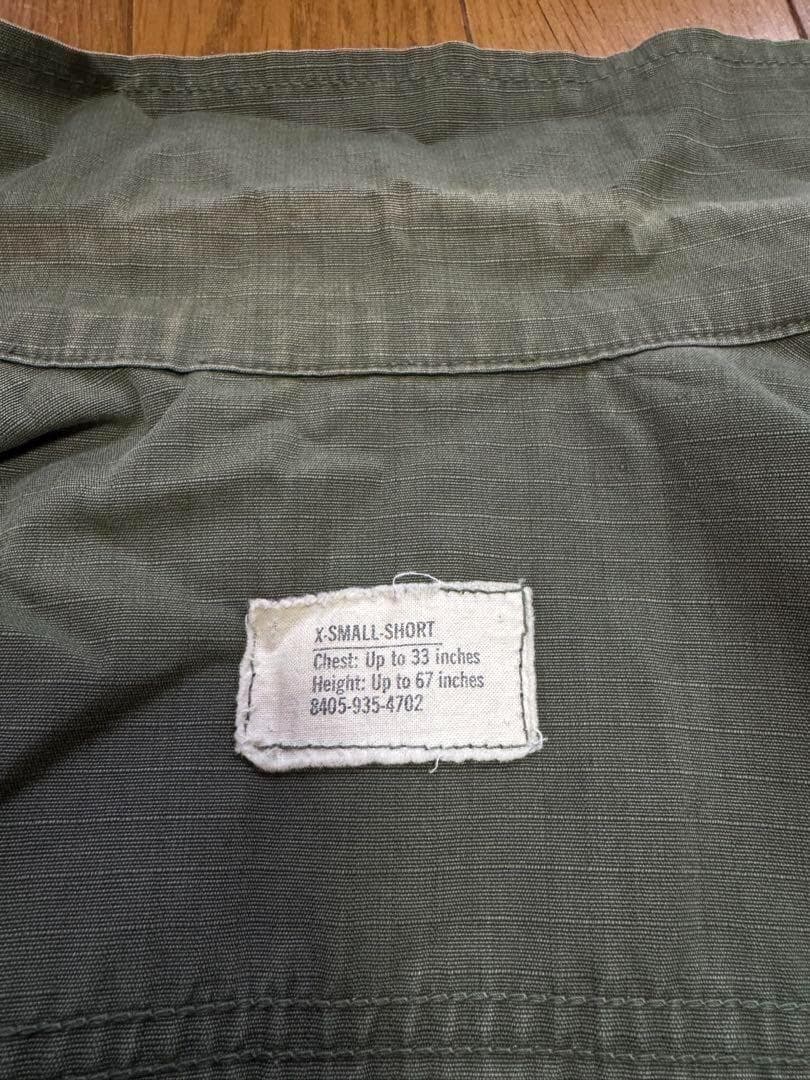 X-SMALL-SHORT
Chest: Up to 33 inches
Height: Up to 67 inches
8405-935-4702